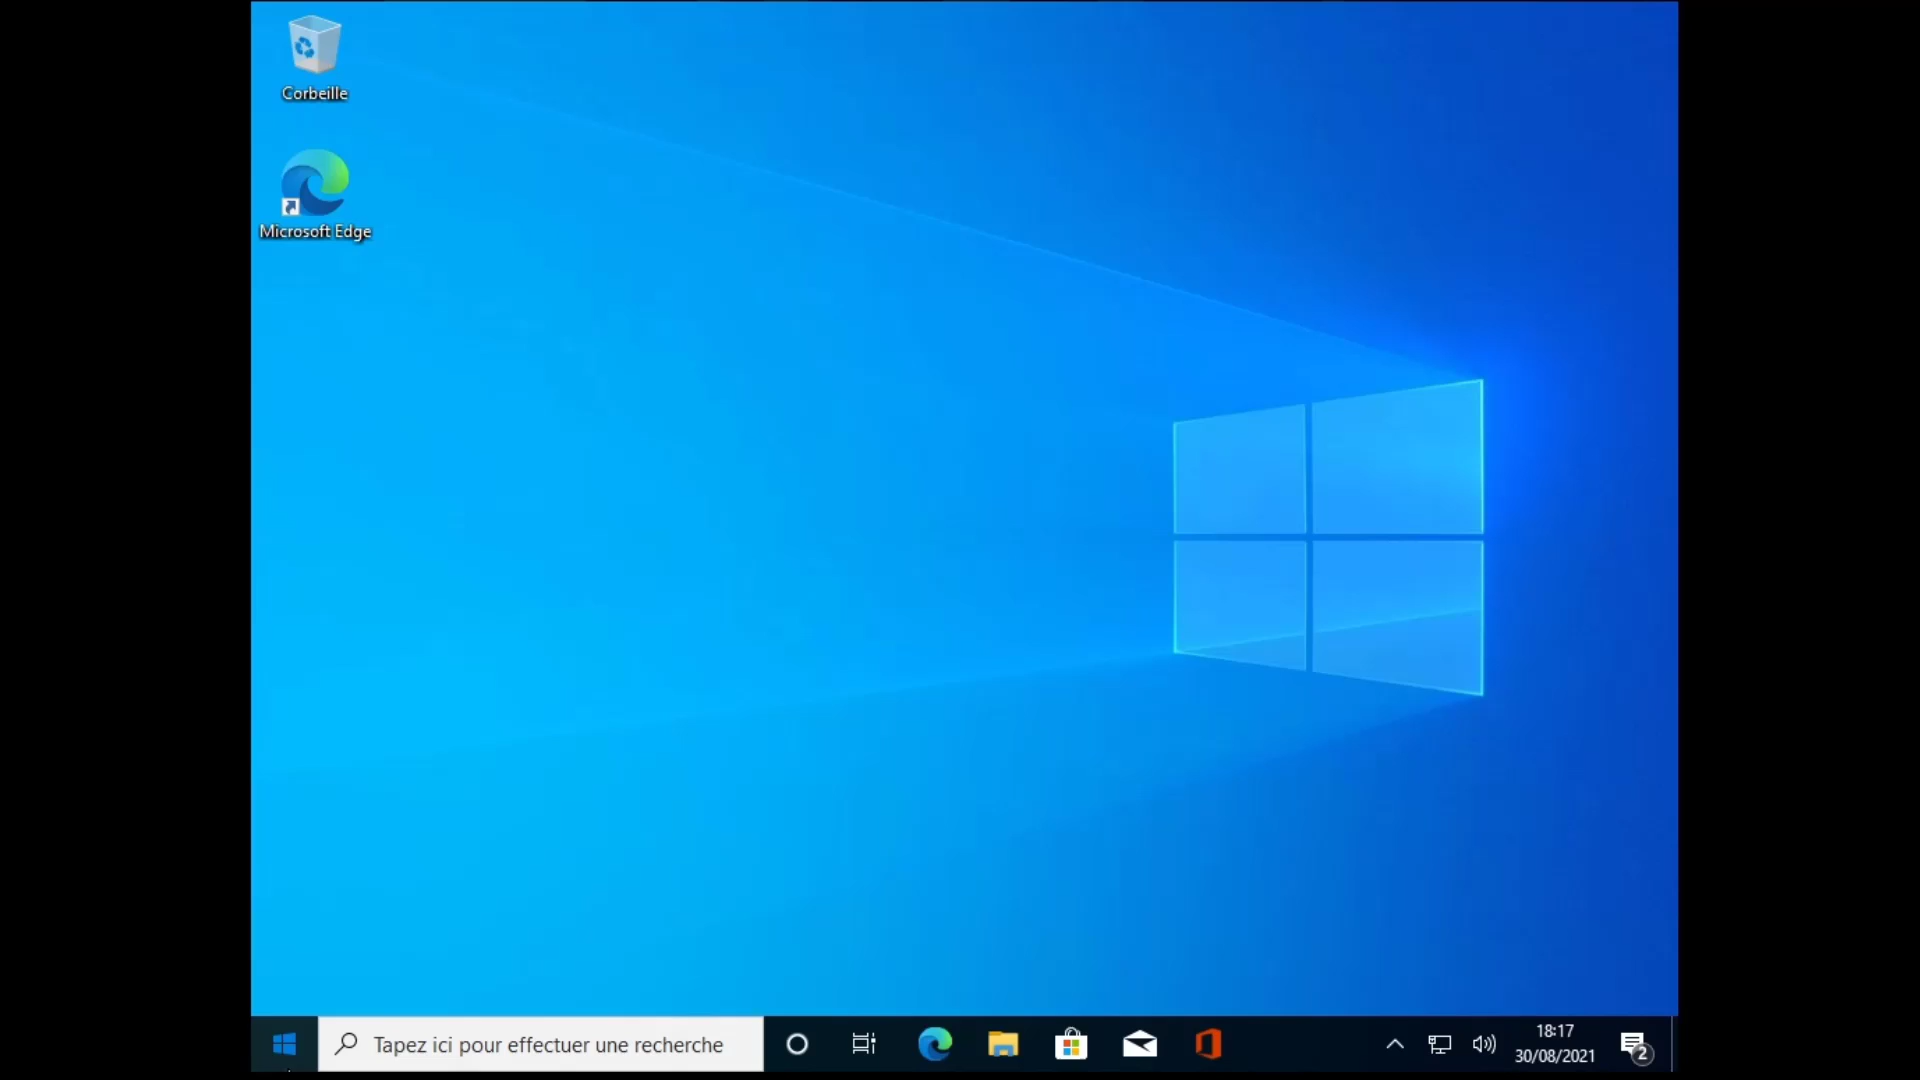 Corbeille
Microsoft Edge
Tapez ici pour effectuer une recherche
18:17
30/08/2021
2